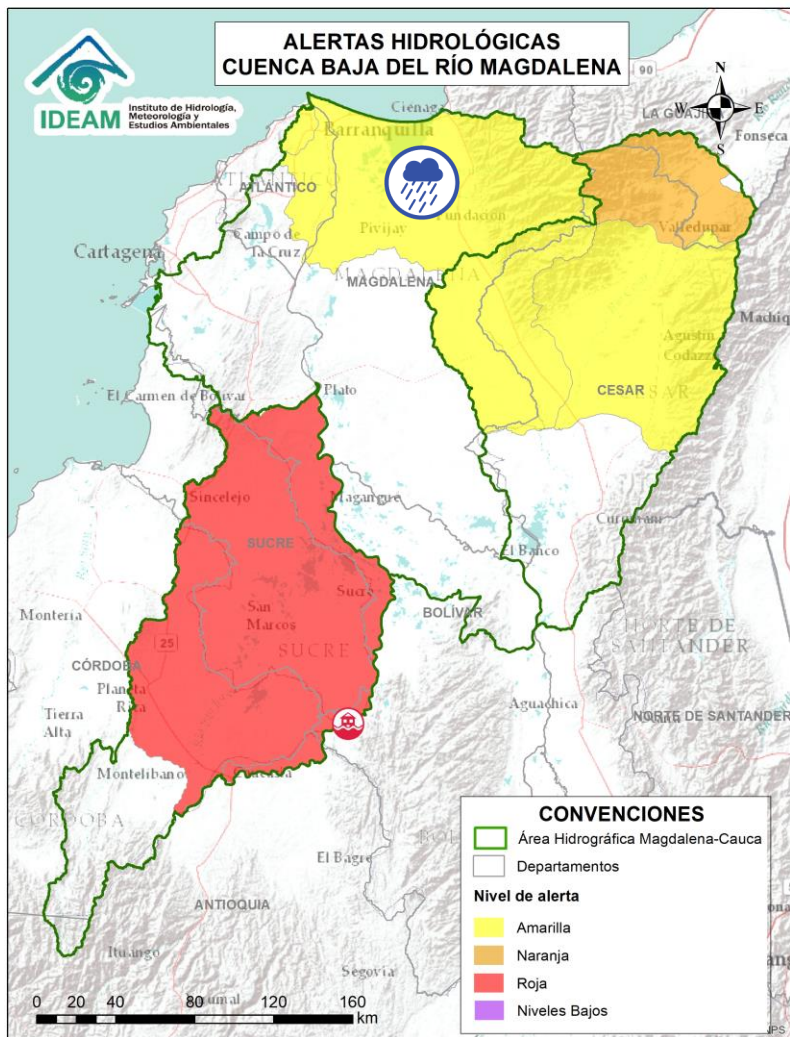 ALERTAS HIDROLÓGICAS
CUENCA BAJA DEL RÍO MAGDALENA
IDEAM
Instituto de Hidrología,
Meteorología y
Estudios Ambientales
N
W
E
S
90
Ciénaga
LA GUAJIRA
Fonseca
Barranquilla
ATLÁNTICO
Pivijay
Fundación
Valledupar
Cartagena
Campo de
La Cruz
MAGDALENA
MAGDALENA
Agustín
Codazzi
CESAR
El Carmen de Bolívar
Plato
Sincelejo
Magangué
SUCRE
Curumaní
El Banco
Sucre
BOLÍVAR
Montería
San
Marcos
SUCRE
NORTE DE
SANTANDER
25
CÓRDOBA
Planeta
Rica
Tierra
Alta
Aguachica
NORTE DE SANTANDER
Montelíbano
CÓRDOBA
El Bagre
ANTIOQUIA
Ituango
Segovia
0 20 40 80 120 160
km
CONVENCIONES
Área Hidrográfica Magdalena-Cauca
Departamentos
Nivel de alerta
Amarilla
Naranja
Roja
Niveles Bajos